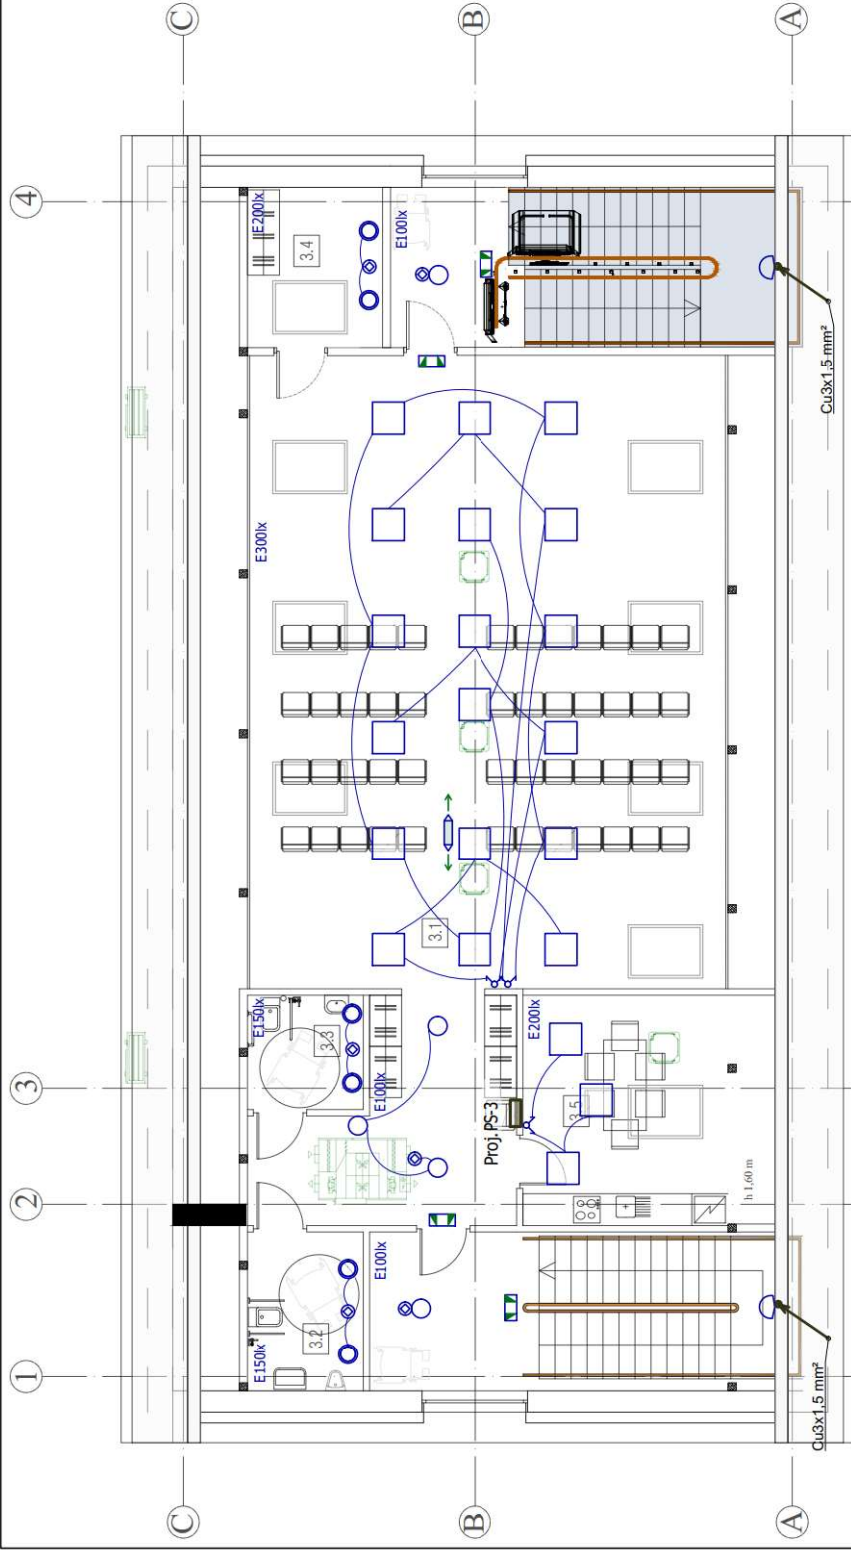 C
B
A
4
E200lx
3.4
E100lx
Cu3x1,5 mm²
E300lx
3.1
E150lx
3.3
E100lx
3
E200lx
Proj. PS-3
3.5
2
h 1,60 m
E100lx
E150lx
3.2
1
Cu3x1,5 mm²
C
B
A